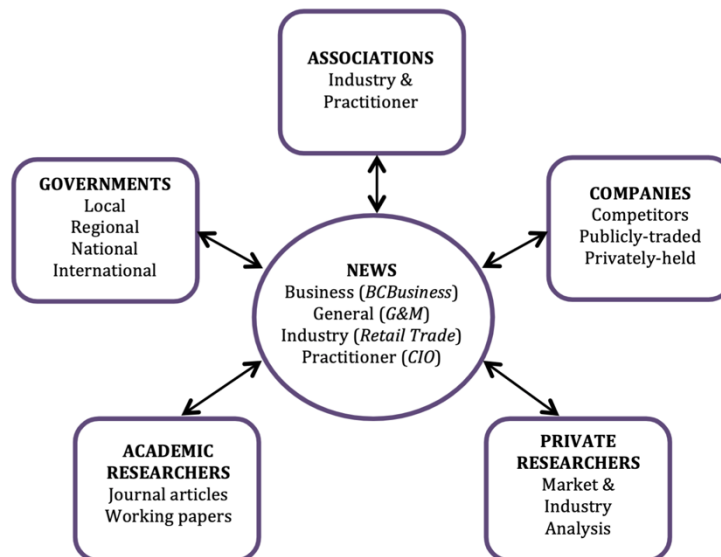 ASSOCIATIONS
Industry &
Practitioner
GOVERNMENTS
Local
Regional
National
International
COMPANIES
Competitors
Publicly-traded
Privately-held
NEWS
Business (BCBusiness)
General (G&M)
Industry (Retail Trade)
Practitioner (CIO)
ACADEMIC
RESEARCHERS
Journal articles
Working papers
PRIVATE
RESEARCHERS
Market &
Industry
Analysis